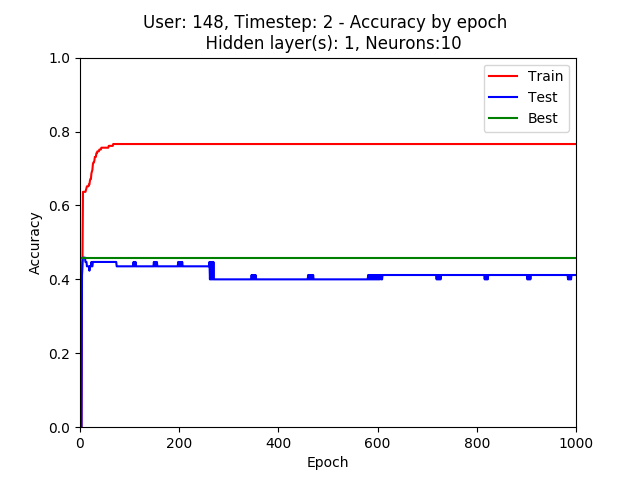 User: 148, Timestep: 2 - Accuracy by epoch
Hidden layer(s): 1, Neurons:10
Train
Test
Best
1.0
0.8
0.6
0.4
0.2
0.0
Accuracy
0
200
400
600
800
1000
Epoch